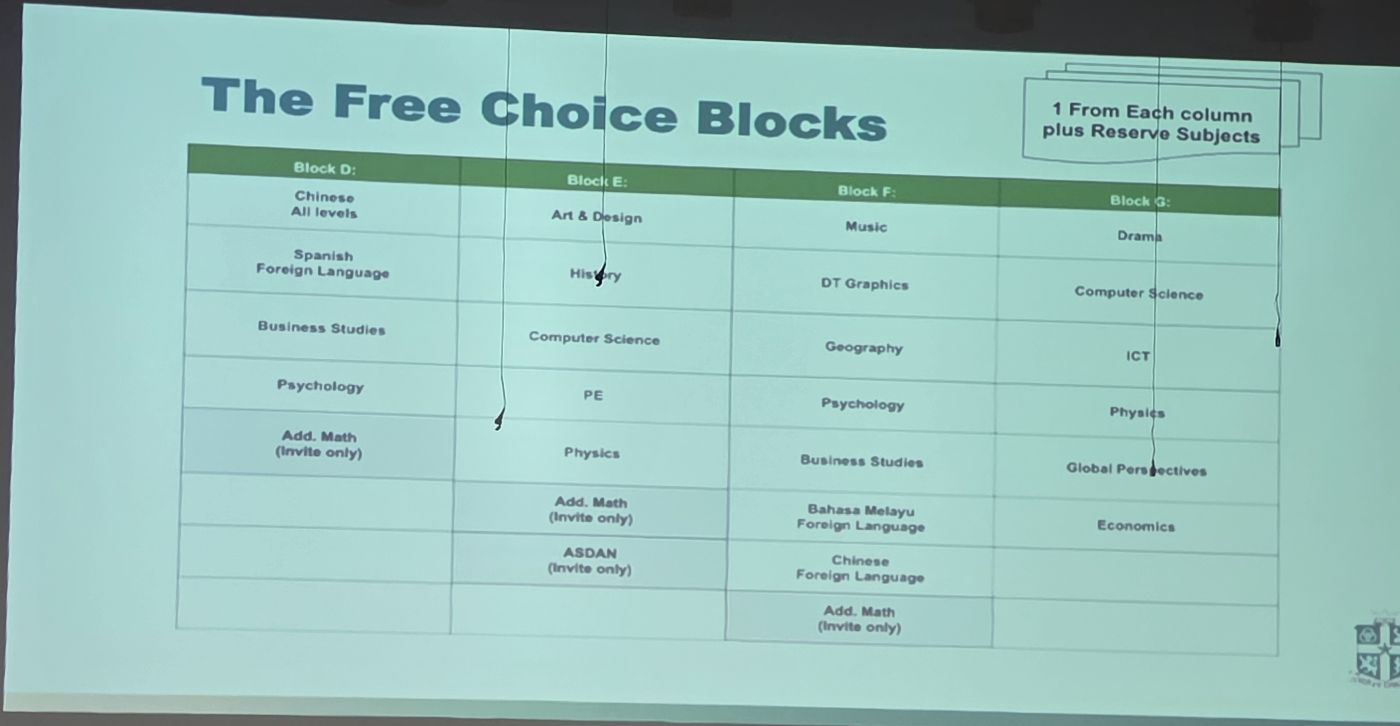 The Free Choice Blocks
1 From Each column
plus Reserve Subjects
Block D:
Block E:
Block F:
Block G:
Chinese
All levels
Art & Design
Music
Drama
Spanish
Foreign Language
History
DT Graphics
Computer Science
Business Studies
Computer Science
Geography
ICT
Psychology
PE
Psychology
Physics
Add. Math
(Invite only)
Physics
Business Studies
Global Perspectives
Add. Math
(Invite only)
Bahasa Melayu
Foreign Language
Economics
ASDAN
(Invite only)
Chinese
Foreign Language
Add. Math
(Invite only)